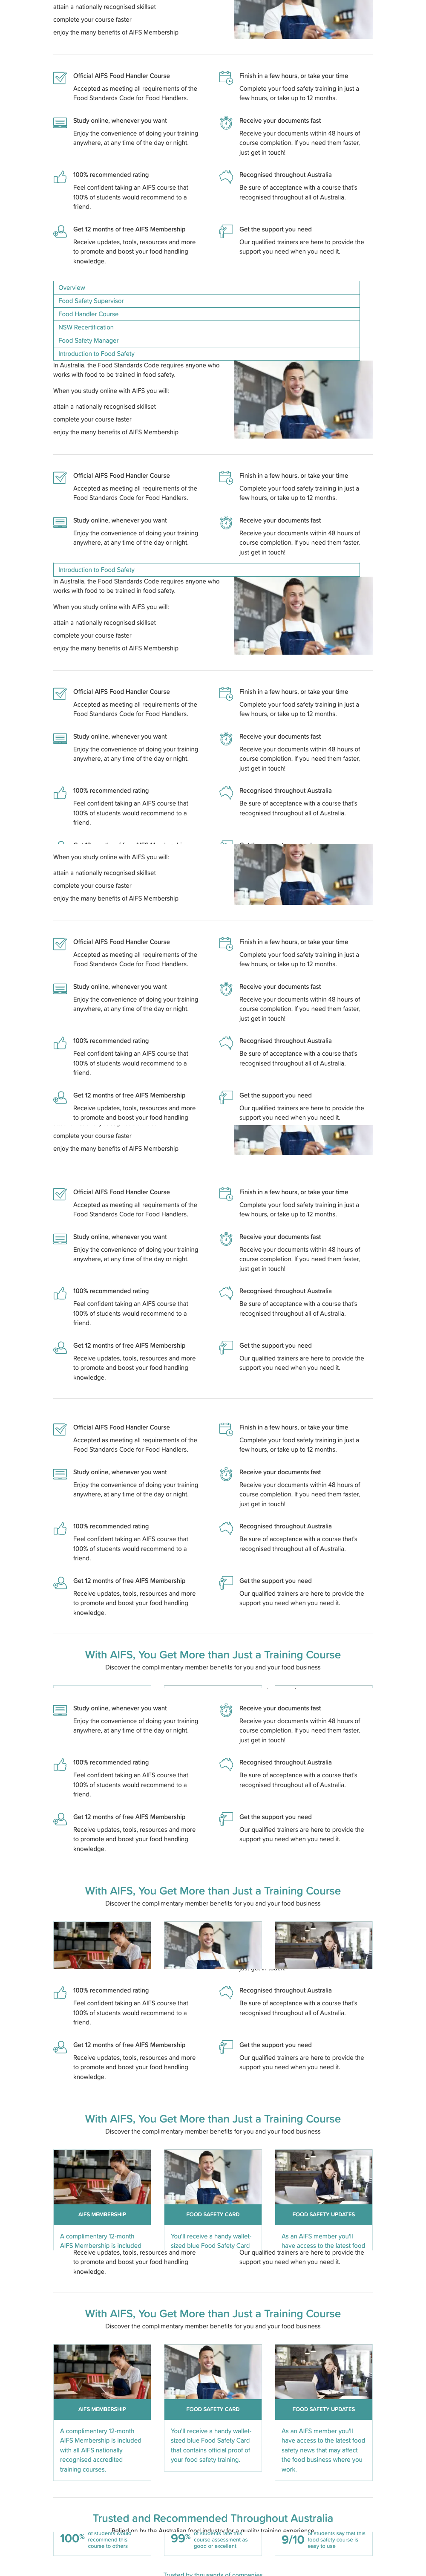 attain a nationally recognised skillset
complete your course faster
enjoy the many benefits of AIFS Membership
Official AIFS Food Handler Course
Accepted as meeting all requirements of the
Food Standards Code for Food Handlers.
Finish in a few hours, or take your time
Complete your food safety training in just a
few hours, or take up to 12 months.
Study online, whenever you want
Enjoy the convenience of doing your training
anywhere, at any time of the day or night.
Receive your documents fast
Receive your documents within 48 hours of
course completion. If you need them faster,
just get in touch!
100% recommended rating
Feel confident taking an AIFS course that
100% of students would recommend to a
friend.
Recognised throughout Australia
Be sure of acceptance with a course that's
recognised throughout all of Australia.
Get 12 months of free AIFS Membership
Receive updates, tools, resources and more
to promote and boost your food handling
knowledge.
Get the support you need
Our qualified trainers are here to provide the
support you need when you need it.
Overview
Food Safety Supervisor
Food Handler Course
NSW Recertification
Food Safety Manager
Introduction to Food Safety
In Australia, the Food Standards Code requires anyone who
works with food to be trained in food safety.
When you study online with AIFS you will:
attain a nationally recognised skillset
complete your course faster
enjoy the many benefits of AIFS Membership
Official AIFS Food Handler Course
Accepted as meeting all requirements of the
Food Standards Code for Food Handlers.
Finish in a few hours, or take your time
Complete your food safety training in just a
few hours, or take up to 12 months.
Study online, whenever you want
Enjoy the convenience of doing your training
anywhere, at any time of the day or night.
Receive your documents fast
Receive your documents within 48 hours of
course completion. If you need them faster,
just get in touch!
Introduction to Food Safety
In Australia, the Food Standards Code requires anyone who
works with food to be trained in food safety.
When you study online with AIFS you will:
attain a nationally recognised skillset
complete your course faster
enjoy the many benefits of AIFS Membership
Official AIFS Food Handler Course
Accepted as meeting all requirements of the
Food Standards Code for Food Handlers.
Finish in a few hours, or take your time
Complete your food safety training in just a
few hours, or take up to 12 months.
Study online, whenever you want
Enjoy the convenience of doing your training
anywhere, at any time of the day or night.
Receive your documents fast
Receive your documents within 48 hours of
course completion. If you need them faster,
just get in touch!
100% recommended rating
Feel confident taking an AIFS course that
100% of students would recommend to a
friend.
Recognised throughout Australia
Be sure of acceptance with a course that's
recognised throughout all of Australia.
When you study online with AIFS you will:
attain a nationally recognised skillset
complete your course faster
enjoy the many benefits of AIFS Membership
Official AIFS Food Handler Course
Accepted as meeting all requirements of the
Food Standards Code for Food Handlers.
Finish in a few hours, or take your time
Complete your food safety training in just a
few hours, or take up to 12 months.
Study online, whenever you want
Enjoy the convenience of doing your training
anywhere, at any time of the day or night.
Receive your documents fast
Receive your documents within 48 hours of
course completion. If you need them faster,
just get in touch!
100% recommended rating
Feel confident taking an AIFS course that
100% of students would recommend to a
friend.
Recognised throughout Australia
Be sure of acceptance with a course that's
recognised throughout all of Australia.
Get 12 months of free AIFS Membership
Receive updates, tools, resources and more
to promote and boost your food handling
Get the support you need
Our qualified trainers are here to provide the
support you need when you need it.
complete your course faster
enjoy the many benefits of AIFS Membership
Official AIFS Food Handler Course
Accepted as meeting all requirements of the
Food Standards Code for Food Handlers.
Finish in a few hours, or take your time
Complete your food safety training in just a
few hours, or take up to 12 months.
Study online, whenever you want
Enjoy the convenience of doing your training
anywhere, at any time of the day or night.
Receive your documents fast
Receive your documents within 48 hours of
course completion. If you need them faster,
just get in touch!
100% recommended rating
Feel confident taking an AIFS course that
100% of students would recommend to a
friend.
Recognised throughout Australia
Be sure of acceptance with a course that's
recognised throughout all of Australia.
Get 12 months of free AIFS Membership
Receive updates, tools, resources and more
to promote and boost your food handling
knowledge.
Get the support you need
Our qualified trainers are here to provide the
support you need when you need it.
Official AIFS Food Handler Course
Accepted as meeting all requirements of the
Food Standards Code for Food Handlers.
Finish in a few hours, or take your time
Complete your food safety training in just a
few hours, or take up to 12 months.
Study online, whenever you want
Enjoy the convenience of doing your training
anywhere, at any time of the day or night.
Receive your documents fast
Receive your documents within 48 hours of
course completion. If you need them faster,
just get in touch!
100% recommended rating
Feel confident taking an AIFS course that
100% of students would recommend to a
friend.
Recognised throughout Australia
Be sure of acceptance with a course that's
recognised throughout all of Australia.
Get 12 months of free AIFS Membership
Receive updates, tools, resources and more
to promote and boost your food handling
knowledge.
Get the support you need
Our qualified trainers are here to provide the
support you need when you need it.
With AIFS, You Get More than Just a Training Course
Discover the complimentary member benefits for you and your food business
Study online, whenever you want
Enjoy the convenience of doing your training
anywhere, at any time of the day or night.
Receive your documents fast
Receive your documents within 48 hours of
course completion. If you need them faster,
just get in touch!
100% recommended rating
Feel confident taking an AIFS course that
100% of students would recommend to a
friend.
Recognised throughout Australia
Be sure of acceptance with a course that's
recognised throughout all of Australia.
Get 12 months of free AIFS Membership
Receive updates, tools, resources and more
to promote and boost your food handling
knowledge.
Get the support you need
Our qualified trainers are here to provide the
support you need when you need it.
With AIFS, You Get More than Just a Training Course
Discover the complimentary member benefits for you and your food business
100% recommended rating
Feel confident taking an AIFS course that
100% of students would recommend to a
friend.
Recognised throughout Australia
Be sure of acceptance with a course that's
recognised throughout all of Australia.
Get 12 months of free AIFS Membership
Receive updates, tools, resources and more
to promote and boost your food handling
knowledge.
Get the support you need
Our qualified trainers are here to provide the
support you need when you need it.
With AIFS, You Get More than Just a Training Course
Discover the complimentary member benefits for you and your food business
AIFS MEMBERSHIP
A complimentary 12-month
AIFS Membership is included
FOOD SAFETY CARD
You'll receive a handy wallet-
sized blue Food Safety Card
FOOD SAFETY UPDATES
As an AIFS member you'll
have access to the latest food
Receive updates, tools, resources and more
to promote and boost your food handling
knowledge.
Our qualified trainers are here to provide the
support you need when you need it.
With AIFS, You Get More than Just a Training Course
Discover the complimentary member benefits for you and your food business
AIFS MEMBERSHIP
A complimentary 12-month
AIFS Membership is included
with all AIFS nationally
recognised accredited
training courses.
FOOD SAFETY CARD
You'll receive a handy wallet-
sized blue Food Safety Card
that contains official proof of
your food safety training.
FOOD SAFETY UPDATES
As an AIFS member you'll
have access to the latest food
safety news that may affect
the food business where you
work.
Trusted and Recommended Throughout Australia
100%
of students would
recommend this
course to others
99%
of students rate this
course assessment as
good or excellent
9/10
of students say that this
food safety course is
easy to use
Trusted by thousands of companies